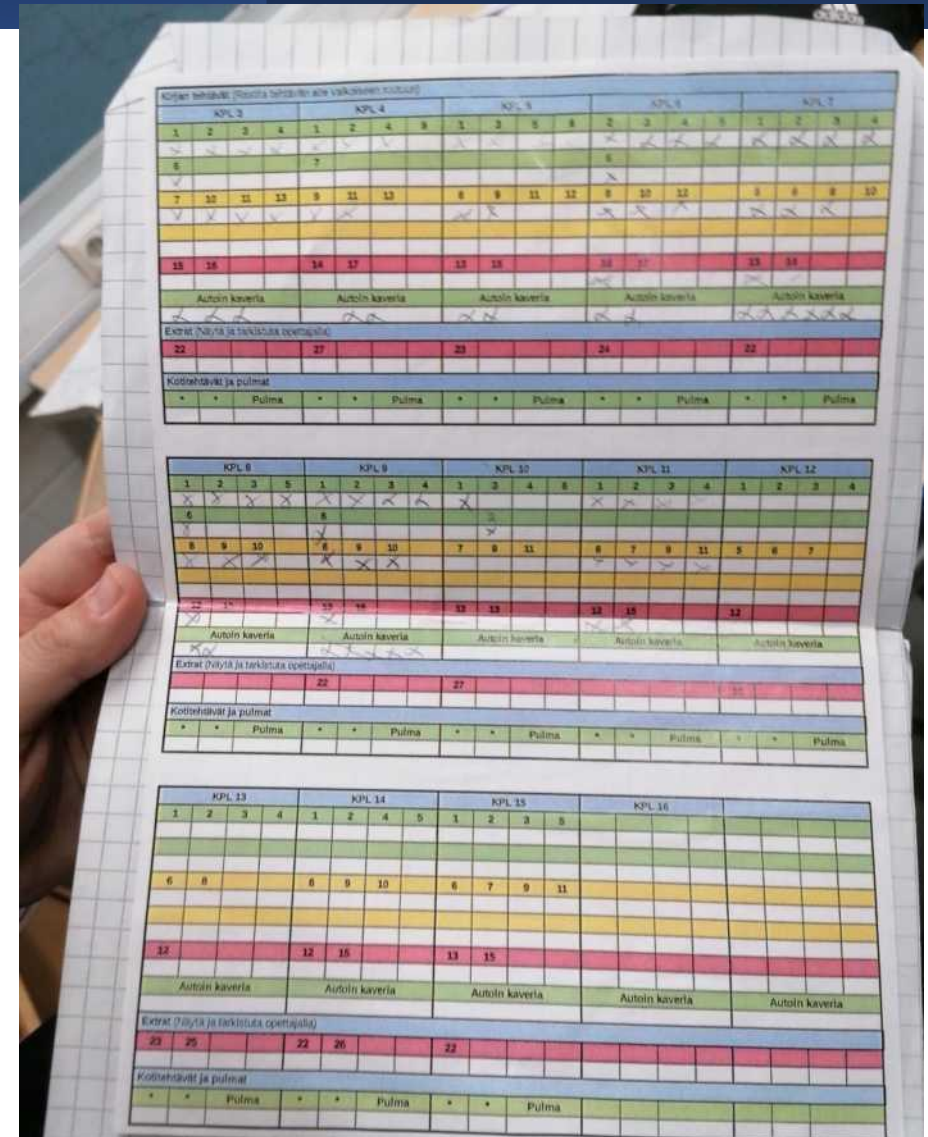 Kirjan tehtävät (Rastita tehtävän alle valkoiseen ruutuun)
KPL 3 KPL 4 KPL 5 KPL 6 KPL 7
1 2 3 4 1 2 4 1 3 2 3 4 5 1 2 3 4
6 7 6
7 10 11 13 9 11 13 8 9 11 12 8 10 12 5 6 8 10
15 16 14 17 13 15 13 14
Autoin kaveria Autoin kaveria Autoin kaveria Autoin kaveria Autoin kaveria
Extrat (Näytä ja tarkistuta opettajalla)
22 27 23 24 22
Kotitehtävät ja pulmat
* * Pulma * * Pulma * * Pulma * * Pulma * * Pulma
KPL 8 KPL 9 KPL 10 KPL 11 KPL 12
1 2 3 5 1 2 3 4 1 2 4 1 2 3 4 1 2 3 4
6
8 9 10 9 10 7 8 11 6 7 9 11 5 6 7
12 13 12 15 12
Autoin kaveria Autoin kaveria Autoin kaveria Autoin kaveria Autoin kaveria
Extrat (Näytä ja tarkistuta opettajalla)
22 27
Kotitehtävät ja pulmat
* * Pulma * * Pulma * * Pulma * * Pulma * * Pulma
KPL 13 KPL 14 KPL 15 KPL 16
1 2 3 4 1 2 4 5 1 2 3 5
6 8 8 9 10 6 7 9 11
12 12 15 13 15
Autoin kaveria Autoin kaveria Autoin kaveria Autoin kaveria Autoin kaveria
Extrat (Näytä ja tarkistuta opettajalla)
23 25 22 26 22
Kotitehtävät ja pulmat
* * Pulma * * Pulma * * Pulma